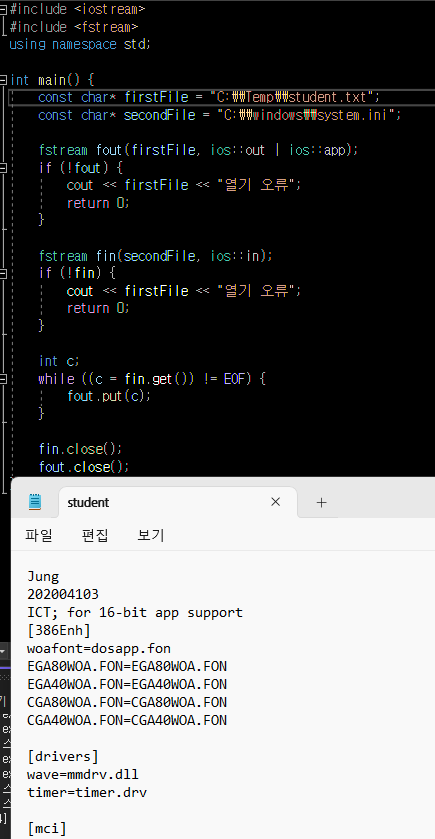 #include <iostream>
#include <fstream>
using namespace std;
int main() {
const char* firstFile = "C:₩₩Temp₩₩student.txt";
const char* secondFile = "C:₩₩windows₩₩system.ini";
fstream fout(firstFile, ios::out | ios::app);
if (!fout) {
cout << firstFile << "열기 오류";
return 0;
}
fstream fin(secondFile, ios::in);
if (!fin) {
cout << firstFile << "열기 오류";
return 0;
}
int c;
while ((c = fin.get()) != EOF) {
fout.put(c);
}
fin.close();
fout.close();
student
파일 편집 보기
Jung
202004103
ICT; for 16-bit app support
[386Enh]
woafont=dosapp.fon
EGA80WOA.FON=EGA80WOA.FON
EGA40WOA.FON=EGA40WOA.FON
CGA80WOA.FON=CGA80WOA.FON
CGA40WOA.FON=CGA40WOA.FON
[drivers]
wave=mmdrv.dll
timer=timer.drv
[mci]